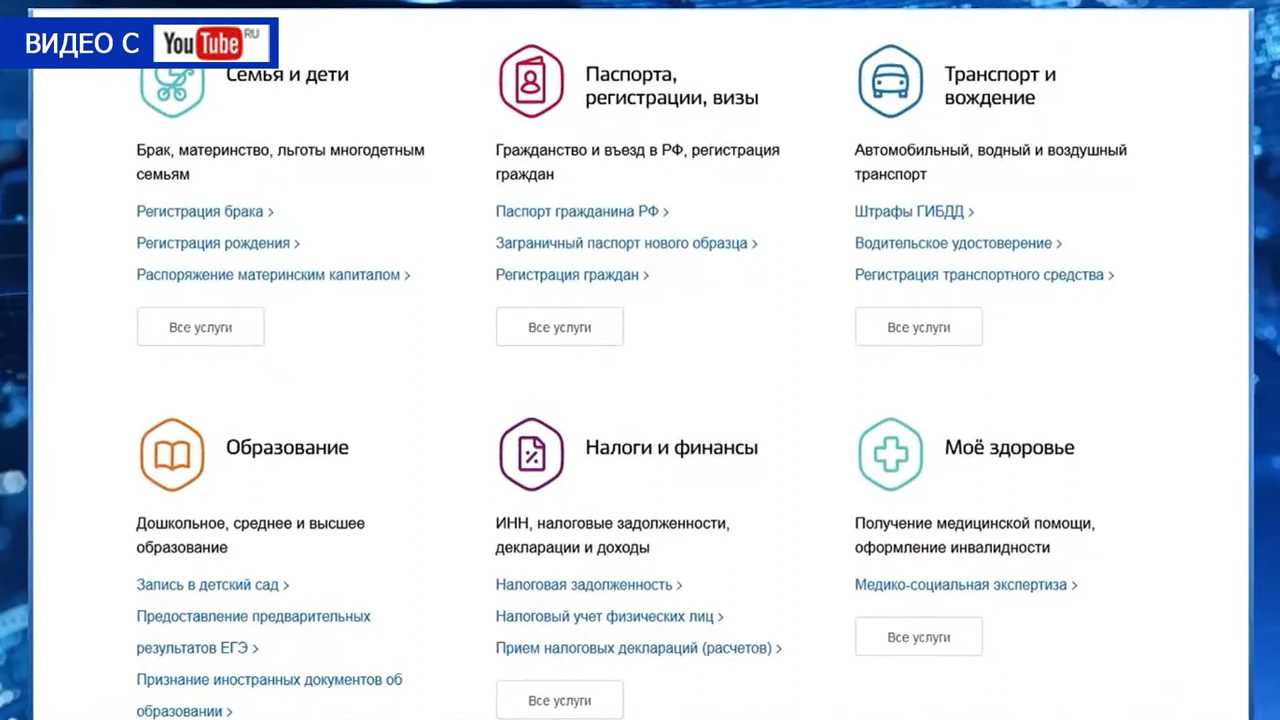 ВИДЕО С YouTube RU
Семья и дети
Брак, материнство, льготы многодетным
семьям
Регистрация брака >
Регистрация рождения >
Распоряжение материнским капиталом >
Все услуги
Паспорта,
регистрации, визы
Гражданство и въезд в РФ, регистрация
граждан
Паспорт гражданина РФ >
Заграничный паспорт нового образца >
Регистрация граждан >
Все услуги
Транспорт и
вождение
Автомобильный, водный и воздушный
транспорт
Штрафы ГИБДД >
Водительское удостоверение >
Регистрация транспортного средства >
Все услуги
Образование
Дошкольное, среднее и высшее
образование
Запись в детский сад >
Предоставление предварительных
результатов ЕГЭ >
Признание иностранных документов об
образовании >
Налоги и финансы
ИНН, налоговые задолженности,
декларации и доходы
Налоговая задолженность >
Налоговый учет физических лиц >
Прием налоговых деклараций (расчетов) >
Все услуги
Моё здоровье
Получение медицинской помощи,
оформление инвалидности
Медико-социальная экспертиза >
Все услуги